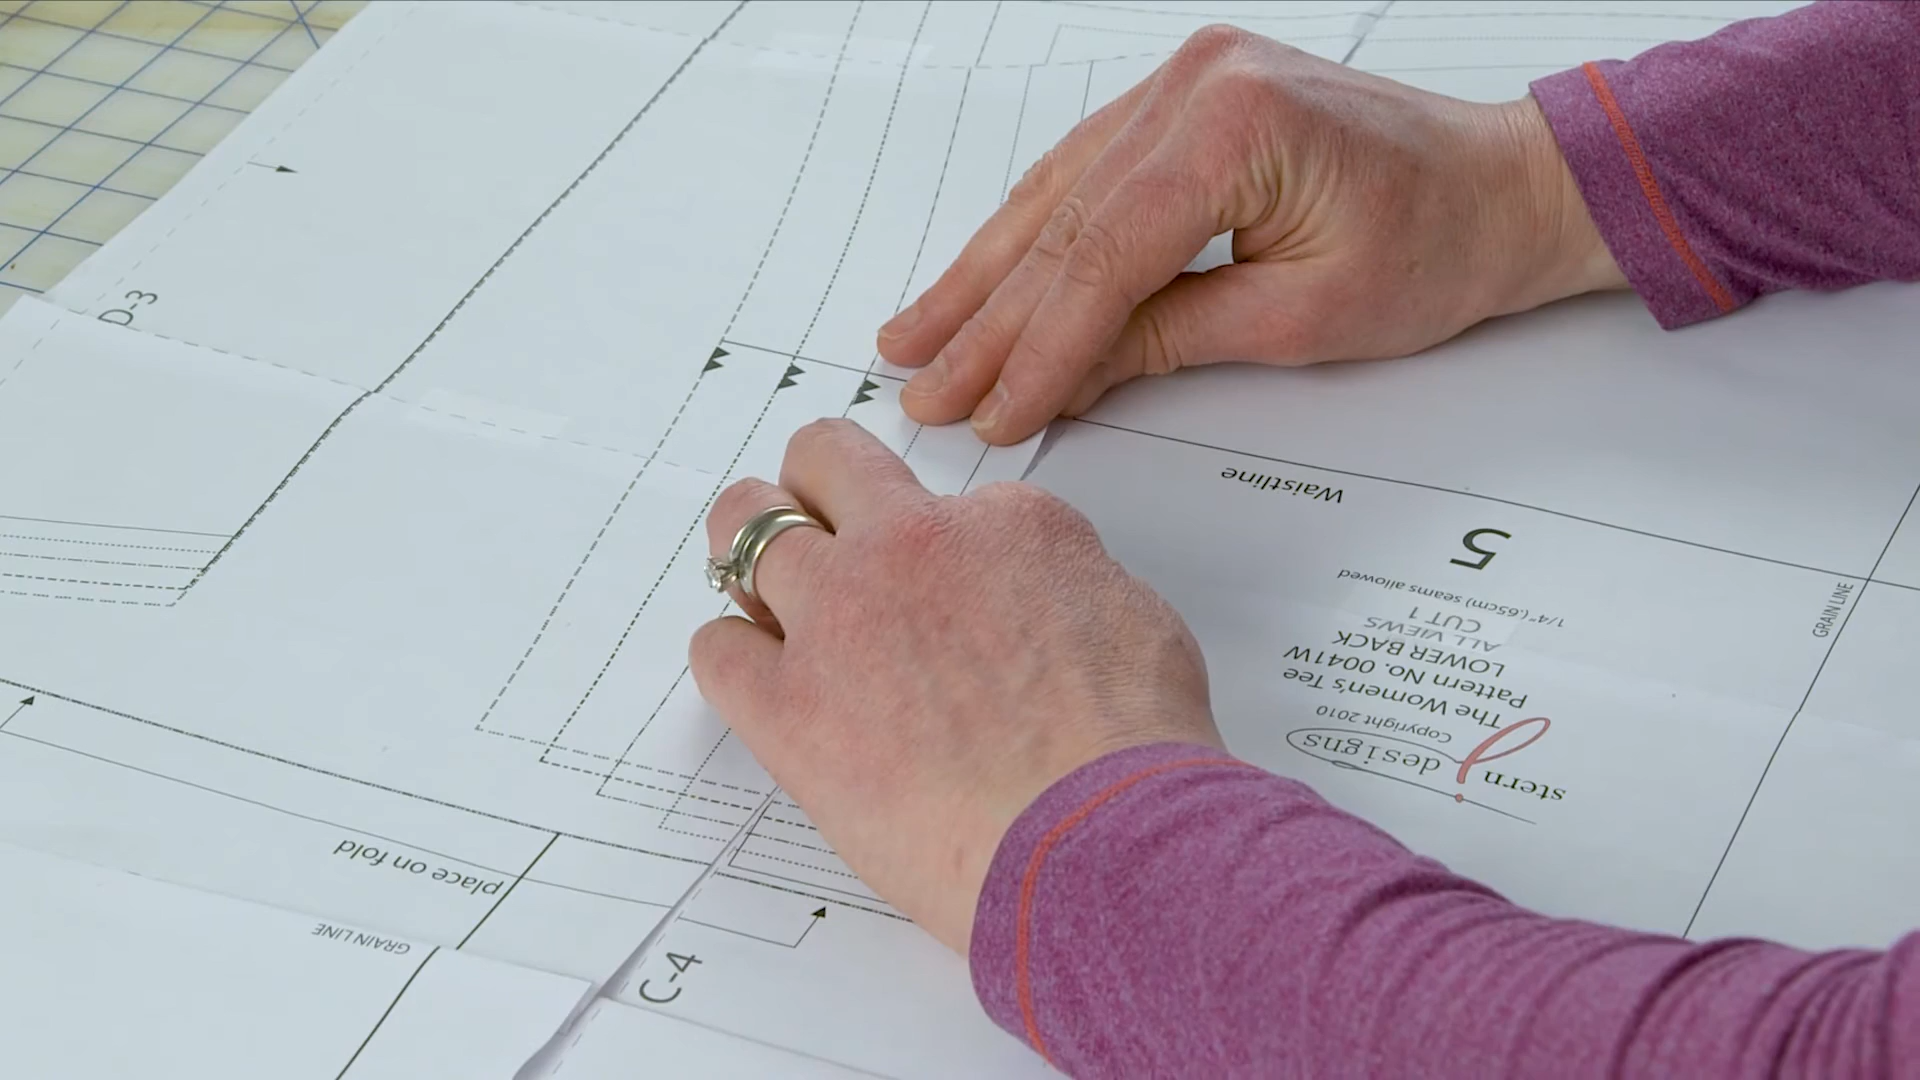 D-3
Waistline
5
1/4"(.65cm) seams allowed
CUT 1
ALL VIEWS
LOWER BACK
Pattern No. 0041W
The Women's Tee
Copyright 2010
stern
designs
GRAIN LINE
place on fold
GRAIN LINE
C-4